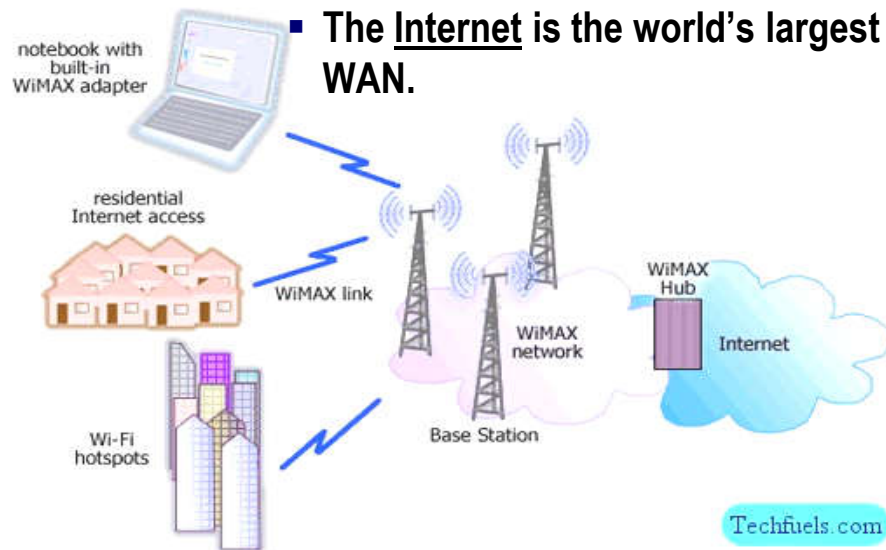 ▪ The Internet is the world’s largest
WAN.
notebook with
built-in
WiMAX adapter
residential
Internet access
WiMAX link
WiMAX
network
WiMAX
Hub
Internet
Base Station
Wi-Fi
hotspots
Techfuels.com